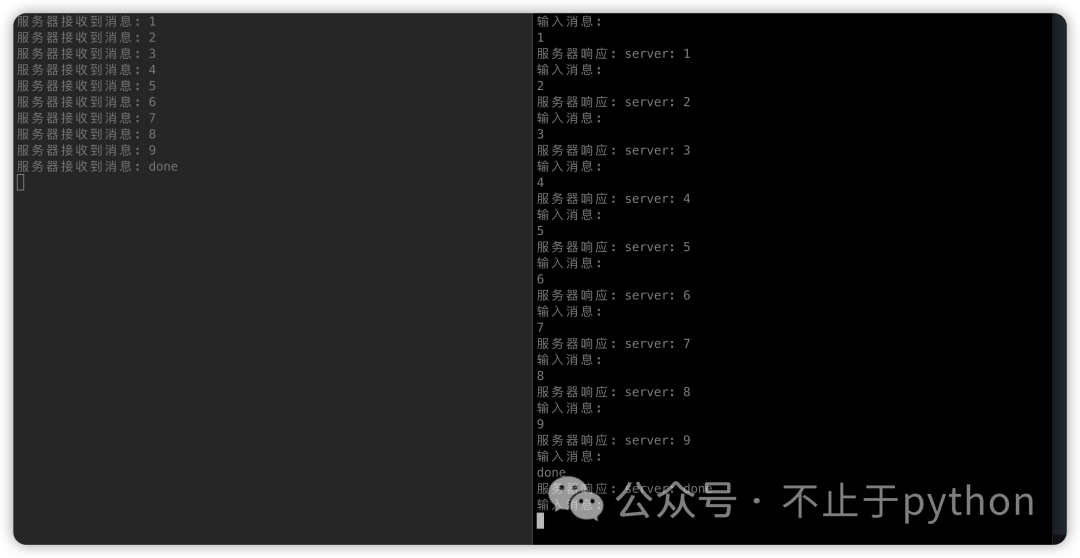 服务器接收到消息: 1
服务器接收到消息: 2
服务器接收到消息: 3
服务器接收到消息: 4
服务器接收到消息: 5
服务器接收到消息: 6
服务器接收到消息: 7
服务器接收到消息: 8
服务器接收到消息: 9
服务器接收到消息: done
输入消息:
1
服务器响应: server: 1
输入消息:
2
服务器响应: server: 2
输入消息:
3
服务器响应: server: 3
输入消息:
4
服务器响应: server: 4
输入消息:
5
服务器响应: server: 5
输入消息:
6
服务器响应: server: 6
输入消息:
7
服务器响应: server: 7
输入消息:
8
服务器响应: server: 8
输入消息:
9
服务器响应: server: 9
输入消息:
done
服务器响应: server: done
输入消息:
公众号 · 不止于python